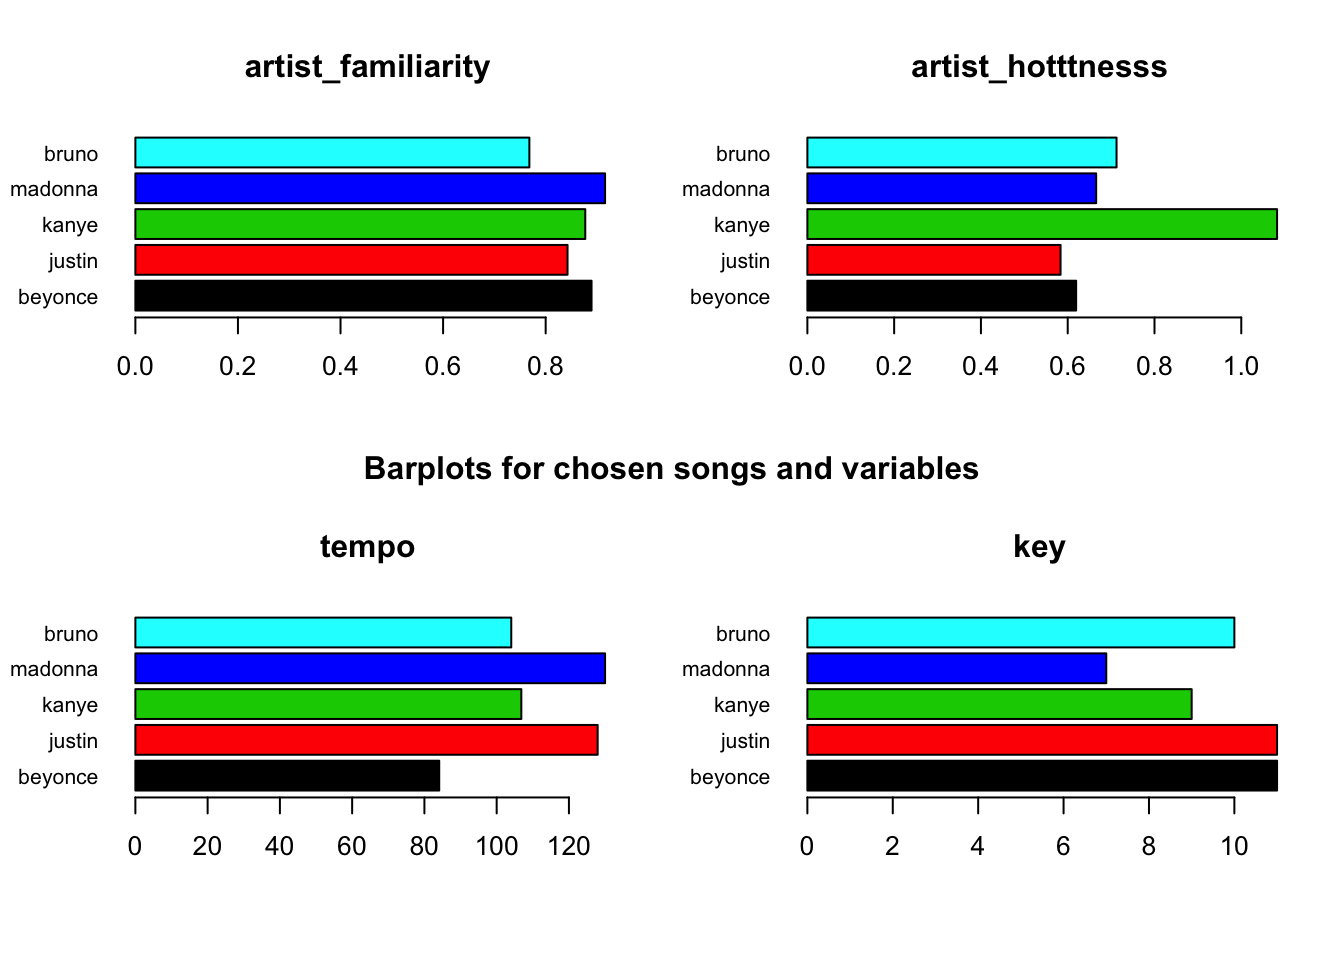 artist_familiarity
bruno
madonna
kanye
justin
beyonce
0.0 0.2 0.4 0.6 0.8
artist_hotttnesss
bruno
madonna
kanye
justin
beyonce
0.0 0.2 0.4 0.6 0.8 1.0
Barplots for chosen songs and variables
tempo
bruno
madonna
kanye
justin
beyonce
0 20 40 60 80 100 120
key
bruno
madonna
kanye
justin
beyonce
0 2 4 6 8 10